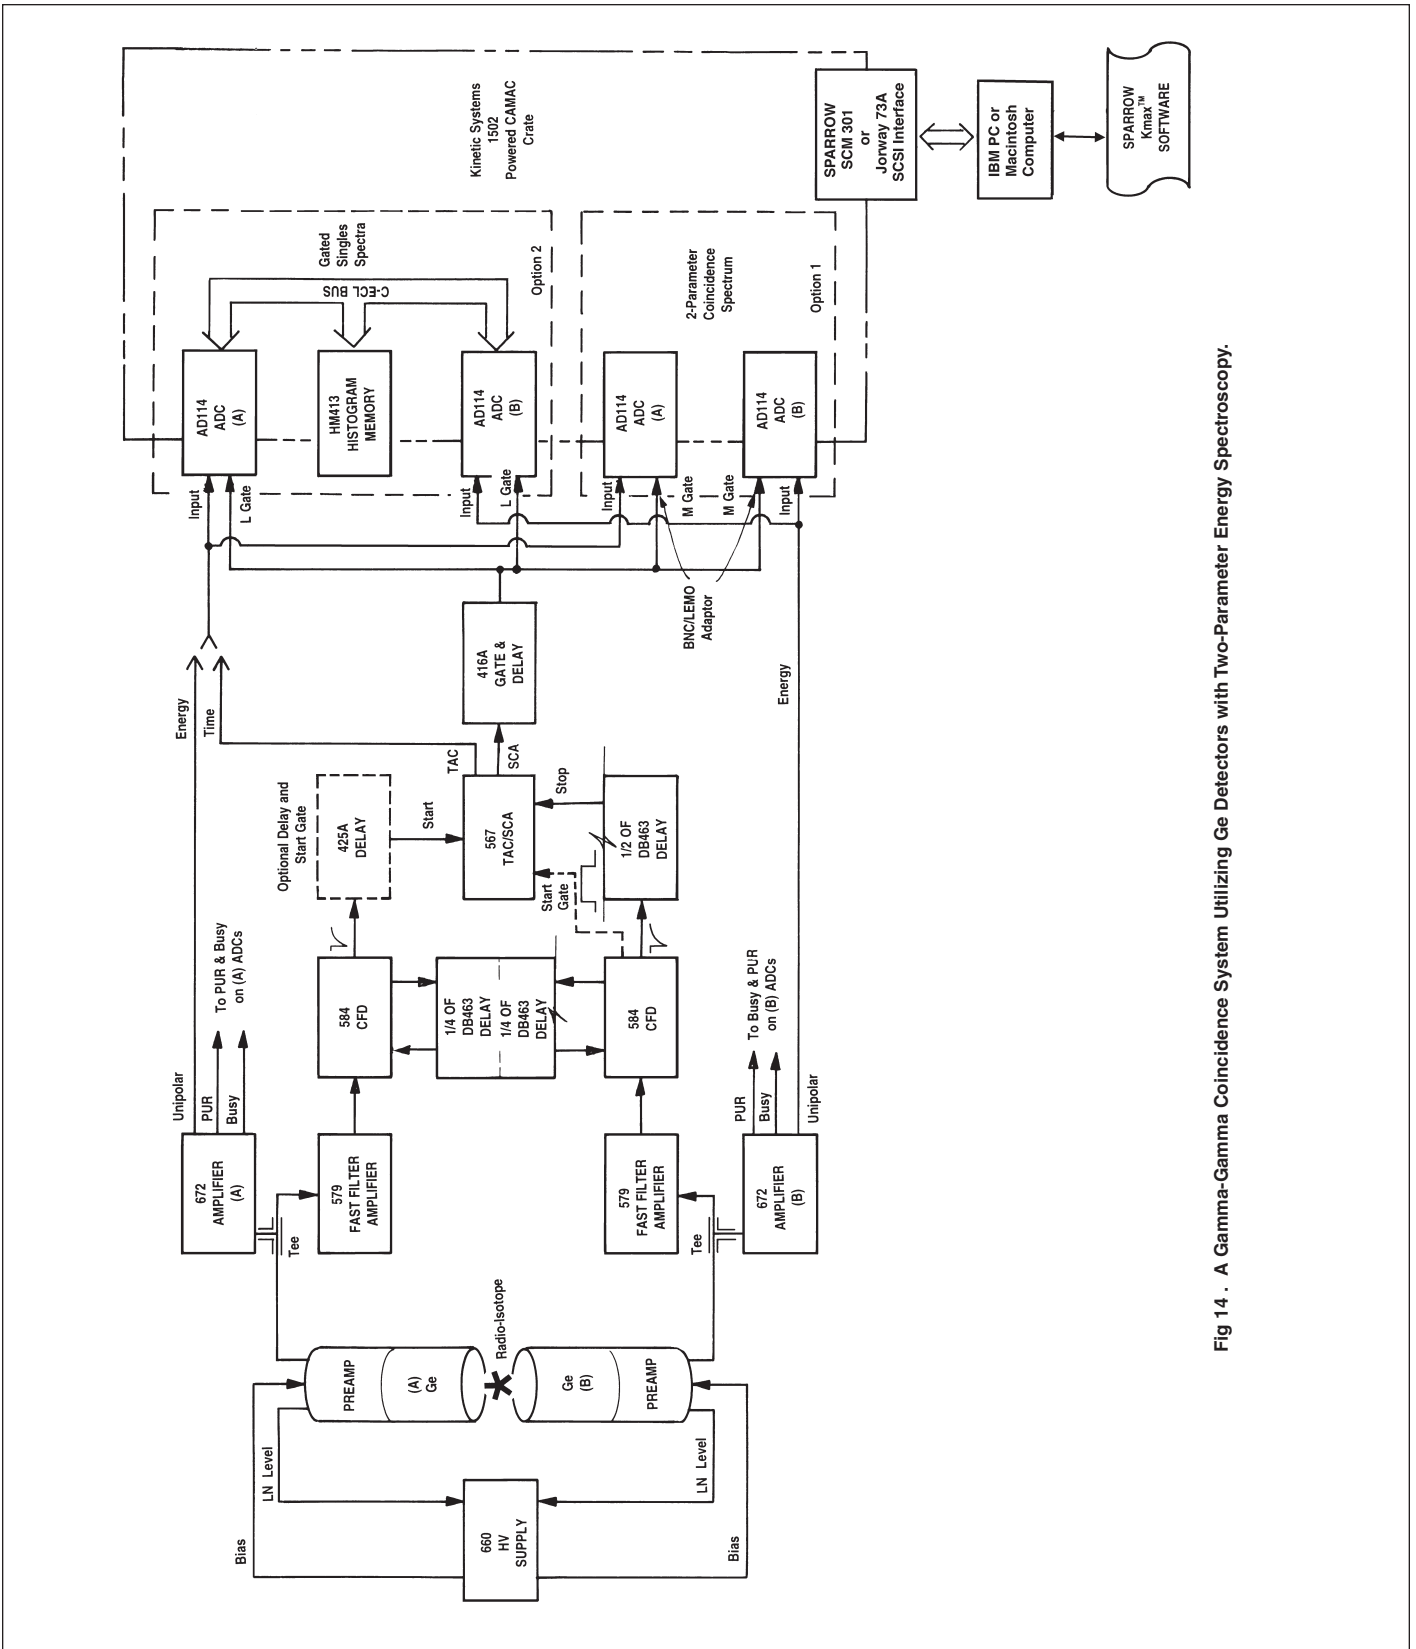 Kinetic Systems
1502
Powered CAMAC
Crate
Gated
Singles
Spectra
C-ECL BUS
Option 2
AD114
ADC
(A)
HM413
HISTOGRAM
MEMORY
AD114
ADC
(B)
2-Parameter
Coincidence
Spectrum
Option 1
AD114
ADC
(A)
AD114
ADC
(B)
SPARROW
SCM 301
or
Jorway 73A
SCSI Interface
IBM PC or
Macintosh
Computer
SPARROW
Kmax™
SOFTWARE
Input
L Gate
Input
L Gate
Input
M Gate
M Gate
Input
BNC/LEMO
Adaptor
416A
GATE &
DELAY
Energy
Time
Energy
TAC
SCA
Optional Delay and
Start Gate
425A
DELAY
Start
567
TAC/SCA
Stop
Start
Gate
1/2 OF
DB463
DELAY
To PUR & Busy
on (A) ADCs
584
CFD
1/4 OF
DB463
DELAY
1/4 OF
DB463
DELAY
584
CFD
To Busy & PUR
on (B) ADCs
Unipolar
PUR
Busy
672
AMPLIFIER
(A)
579
FAST FILTER
AMPLIFIER
Tee
579
FAST FILTER
AMPLIFIER
Tee
PUR
Busy
Unipolar
672
AMPLIFIER
(B)
PREAMP
(A)
Ge
Radio-Isotope
Ge
(B)
PREAMP
LN Level
Bias
660
HV
SUPPLY
LN Level
Bias
Fig 14 . A Gamma-Gamma Coincidence System Utilizing Ge Detectors with Two-Parameter Energy Spectroscopy.